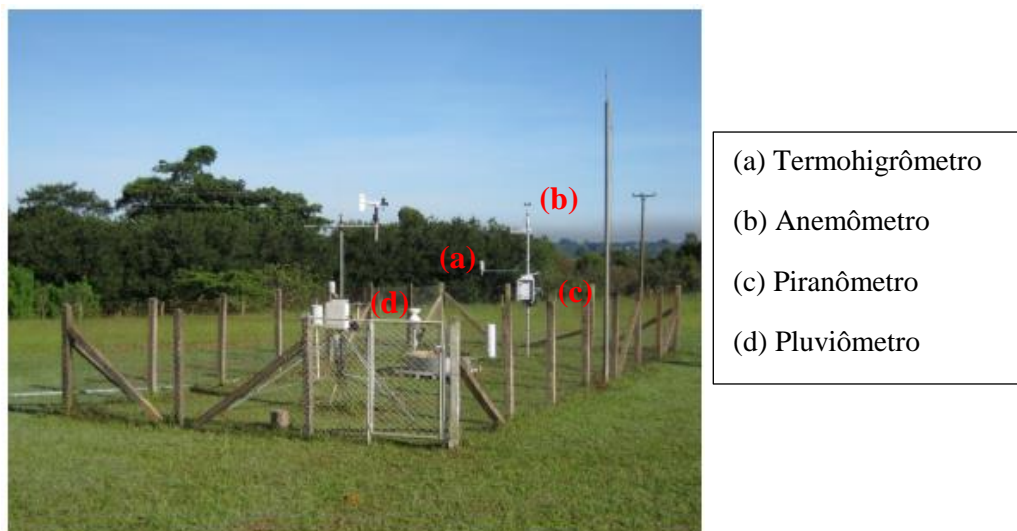 (b)
(a)
(c)
(d)
(a) Termohigrômetro
(b) Anemômetro
(c) Piranômetro
(d) Pluviômetro